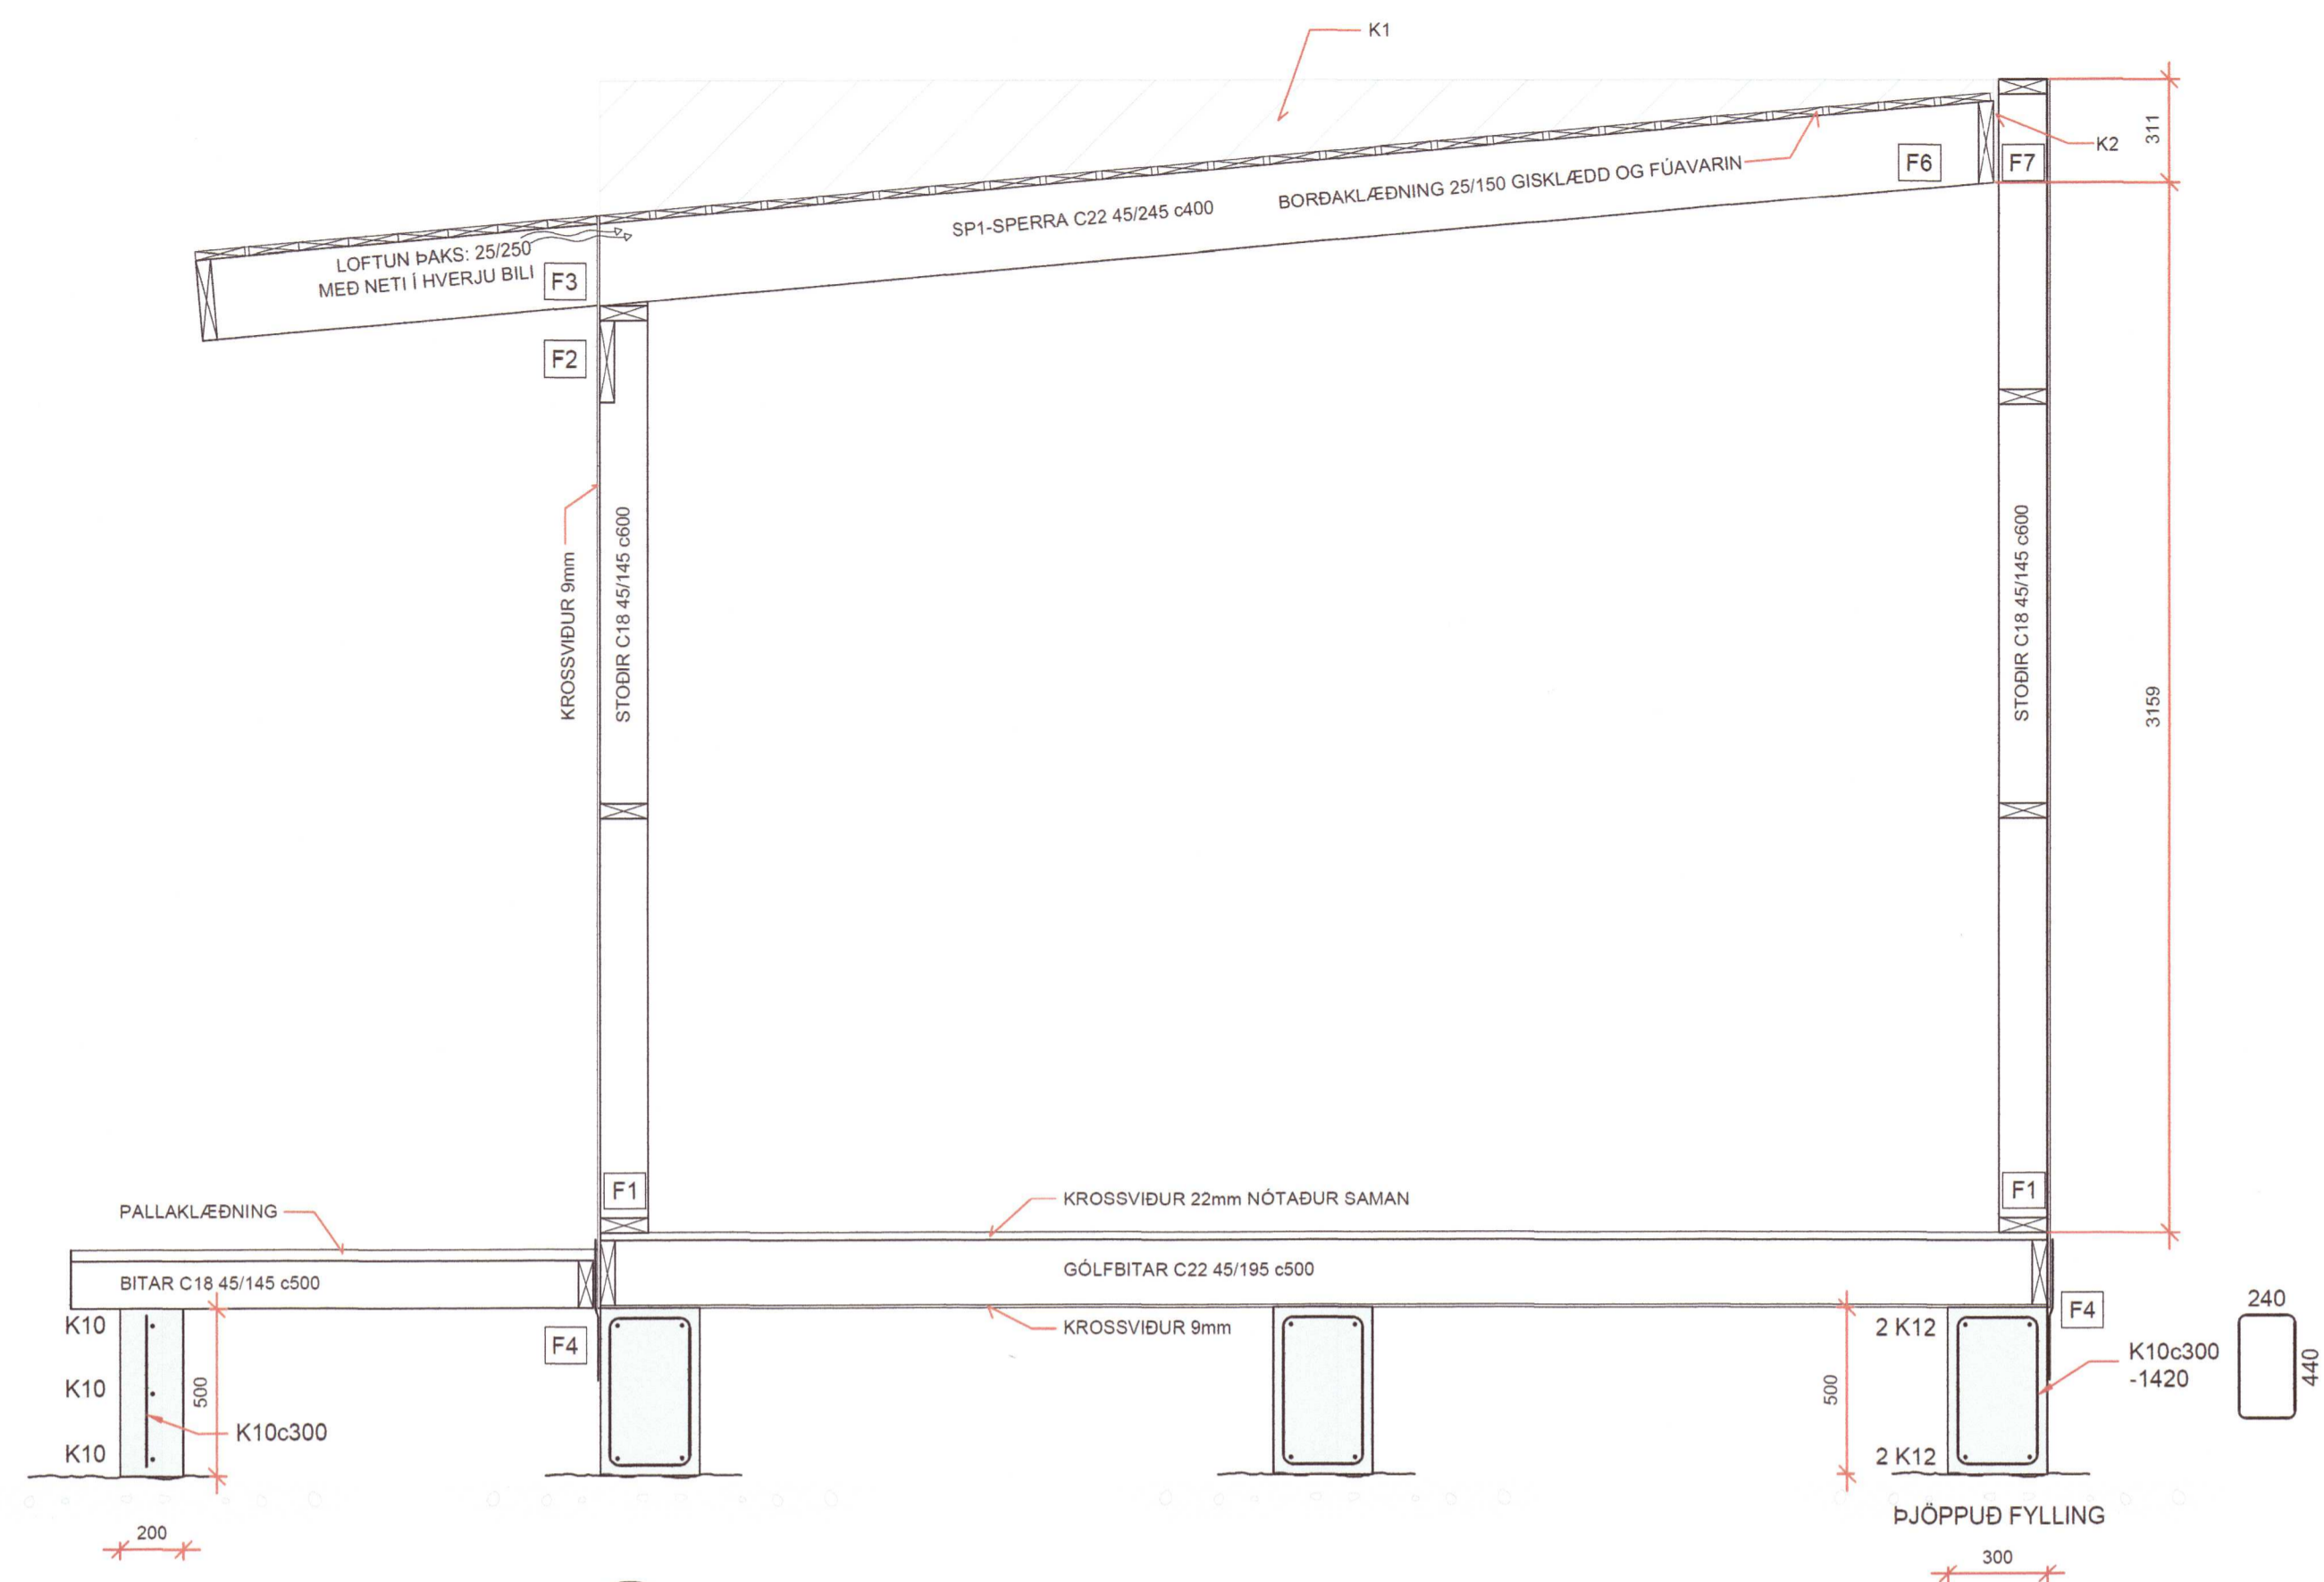 K1
311
K2
F6
F7
BORÐAKLÆÐNING 25/150 GISKLÆDD OG FÚAVARIN
SP1-SPERRA C22 45/245 c400
LOFTUN ÞAKS: 25/250
MEÐ NETI Í HVERJU BILI
F3
F2
KROSSVIÐUR 9mm
STOÐIR C18 45/145 c600
STOÐIR C18 45/145 c600
3159
F1
F1
PALLAKLÆÐNING
KROSSVIÐUR 22mm NÓTAÐUR SAMAN
BITAR C18 45/145 c500
GÓLFBITAR C22 45/195 c500
KROSSVIÐUR 9mm
F4
F4
K10
K10
K10
500
K10c300
200
500
2 K12
2 K12
K10c300
-1420
240
440
ÞJÖPPUÐ FYLLING
300